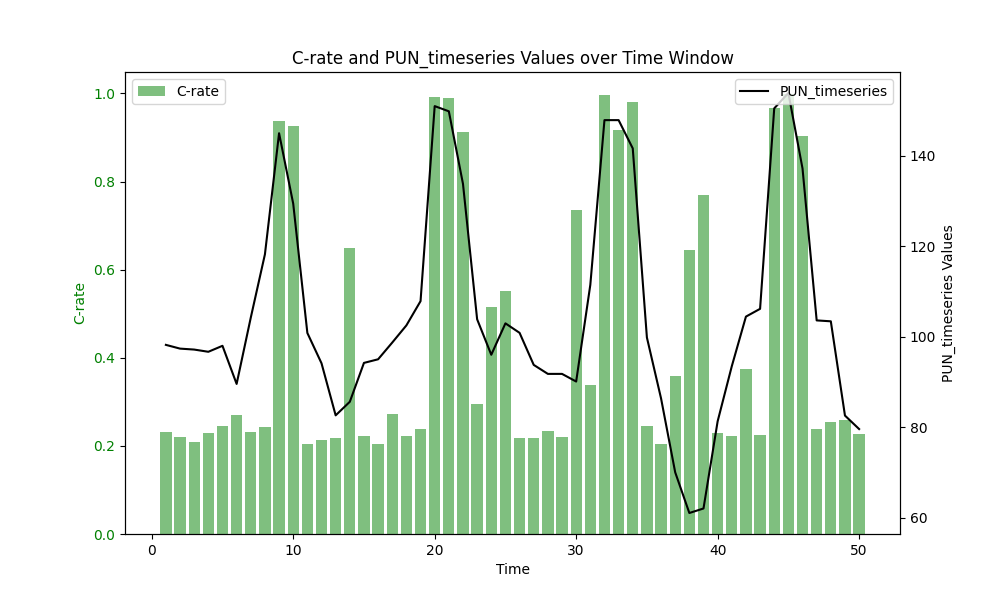 C-rate and PUN_timeseries Values over Time Window
C-rate
PUN_timeseries
1.0
0.8
0.6
0.4
0.2
0.0
C-rate
140
120
100
80
60
PUN_timeseries Values
0
10
20
30
40
50
Time